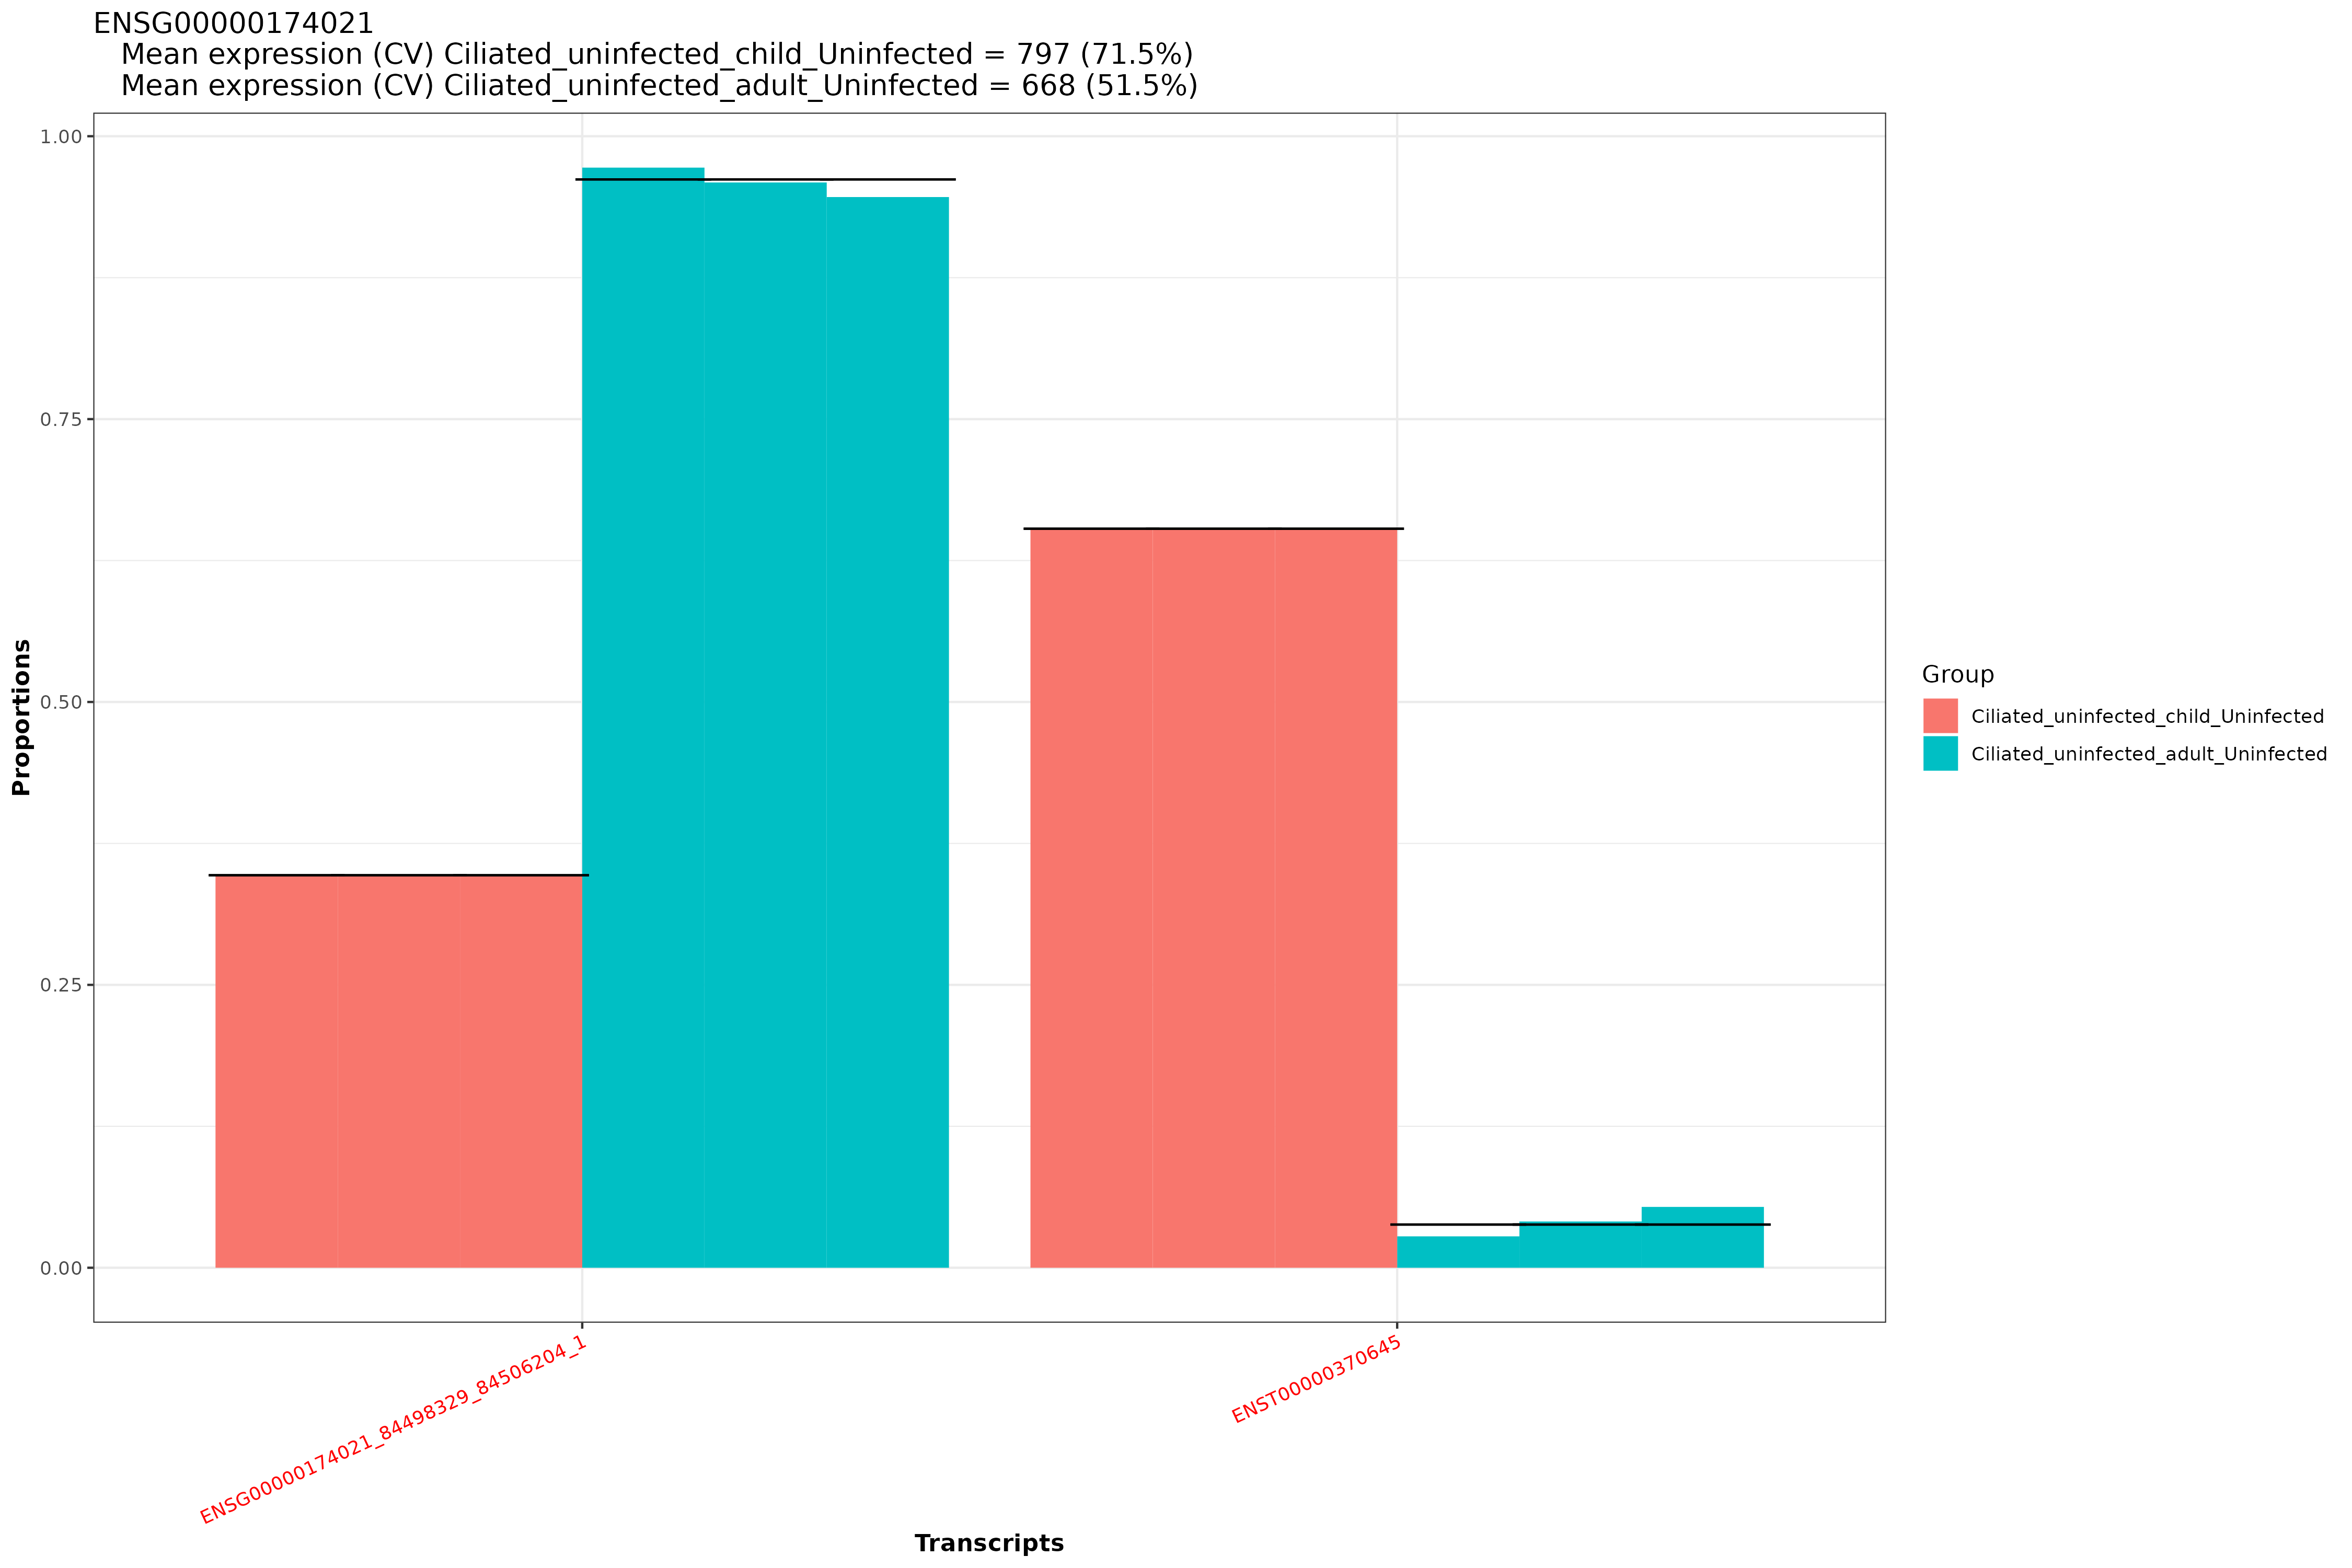 ENSG00000174021
Mean expression (CV) Ciliated_uninfected_child_Uninfected = 797 (71.5%)
Mean expression (CV) Ciliated_uninfected_adult_Uninfected = 668 (51.5%)
1.00
0.75
0.50
0.25
0.00
Proportions
ENSG00000174021_84498329_84506204_1
ENST00000370645
Transcripts
Group
Ciliated_uninfected_child_Uninfected
Ciliated_uninfected_adult_Uninfected